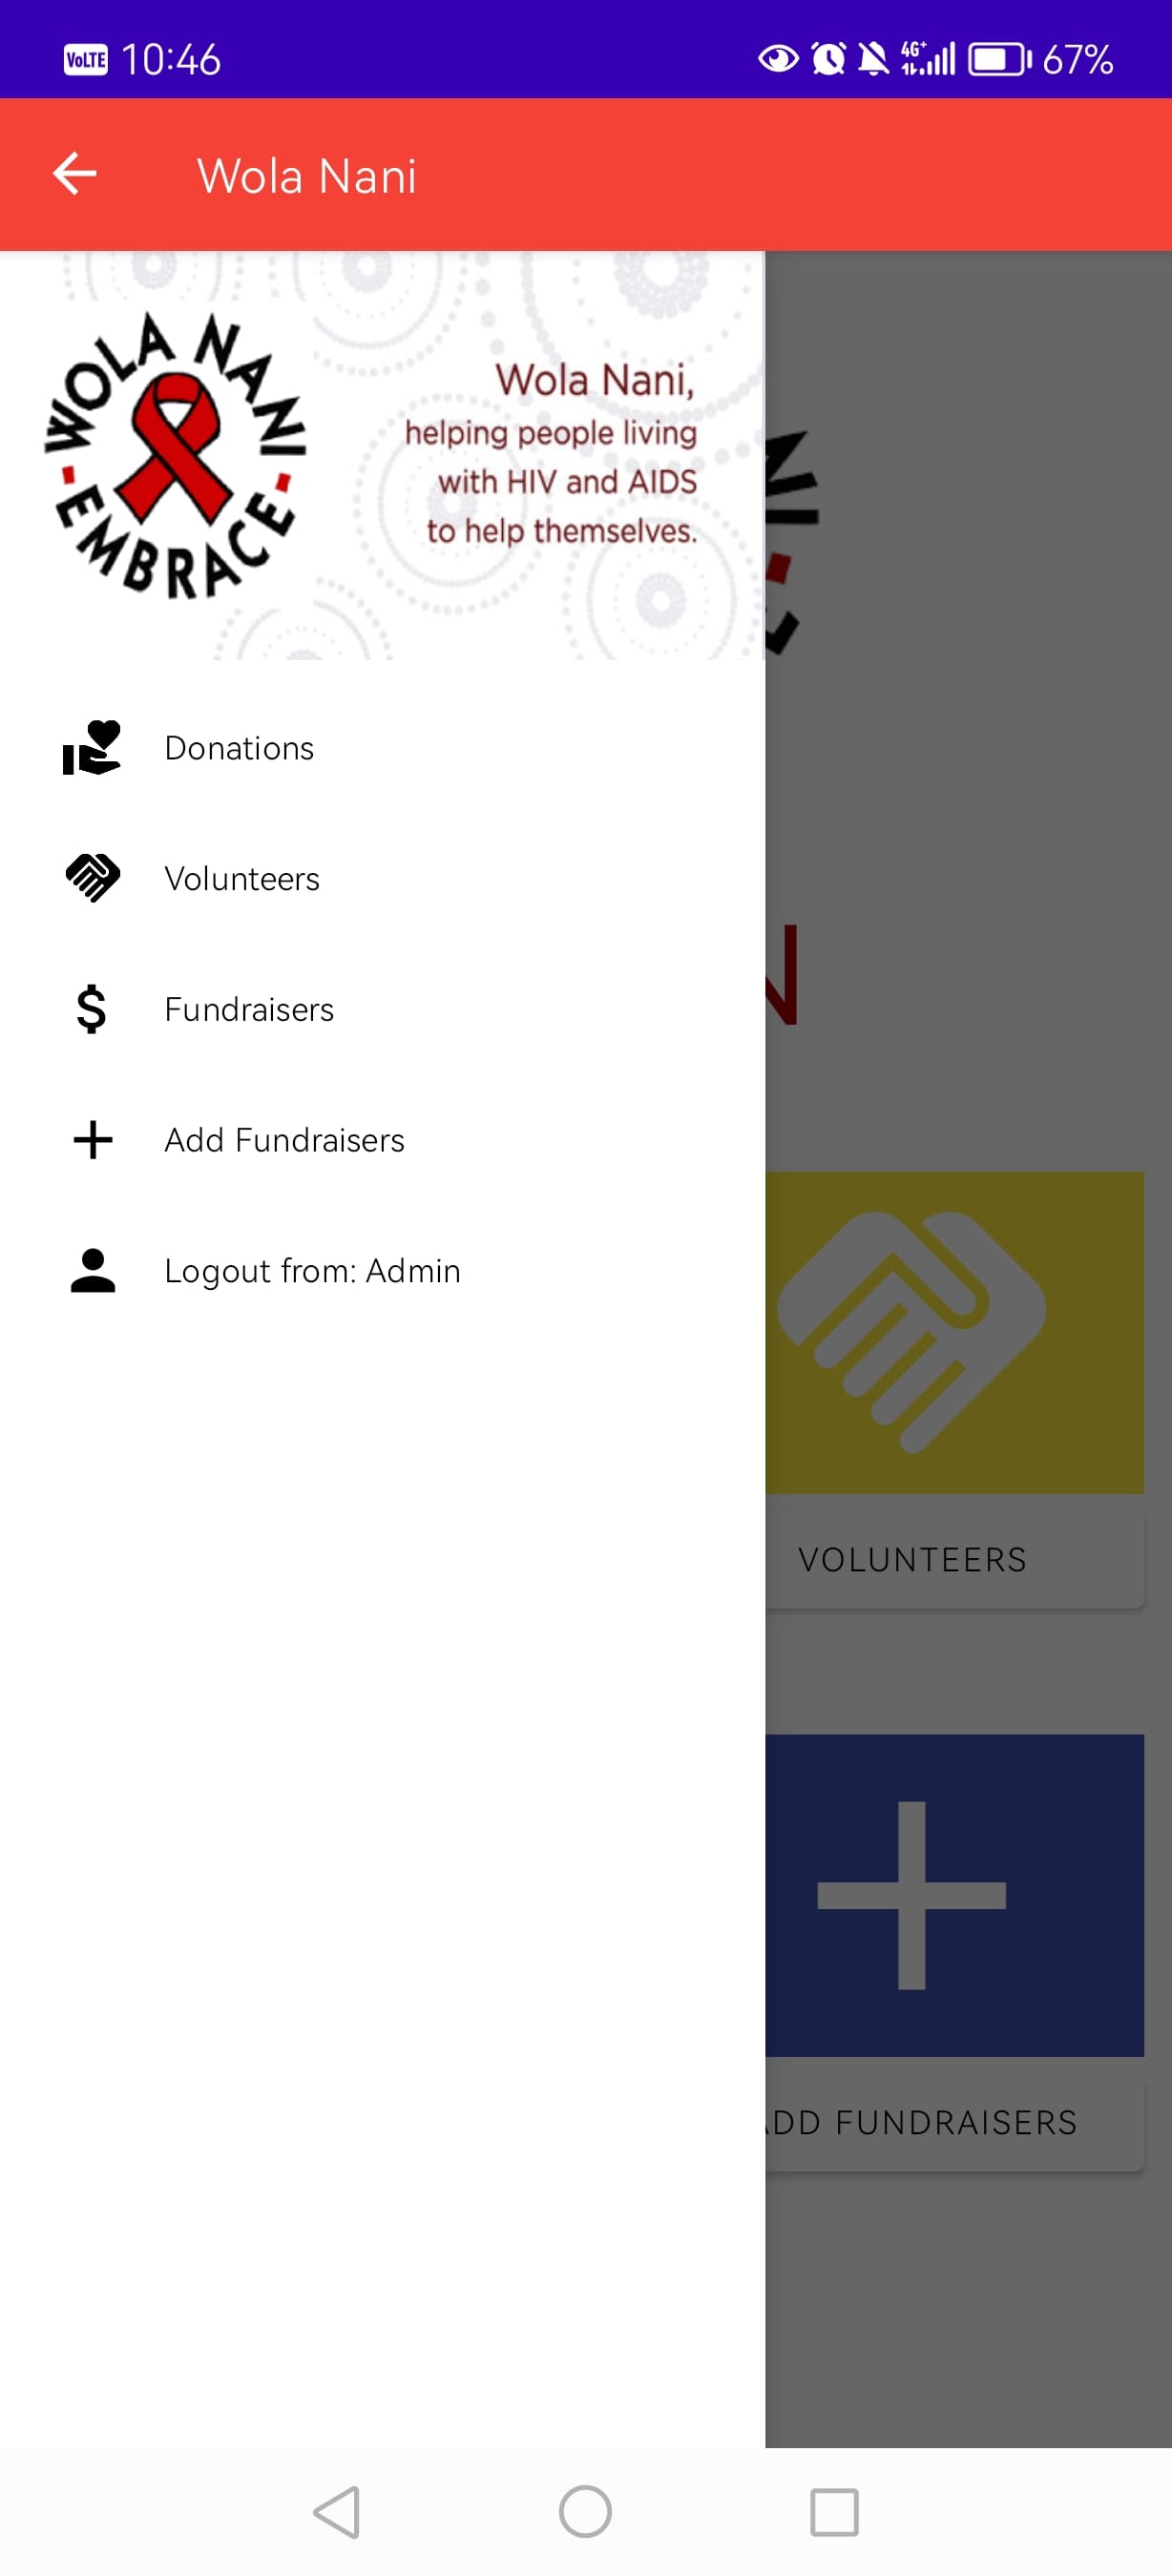 VoLTE 10:46 4G+ 67%
Wola Nani
WOLA NANI
- EMBRACE -
Wola Nani,
helping people living
with HIV and AIDS
to help themselves.
Donations
Volunteers
Fundraisers
Add Fundraisers
Logout from: Admin
N
VOLUNTEERS
DD FUNDRAISERS